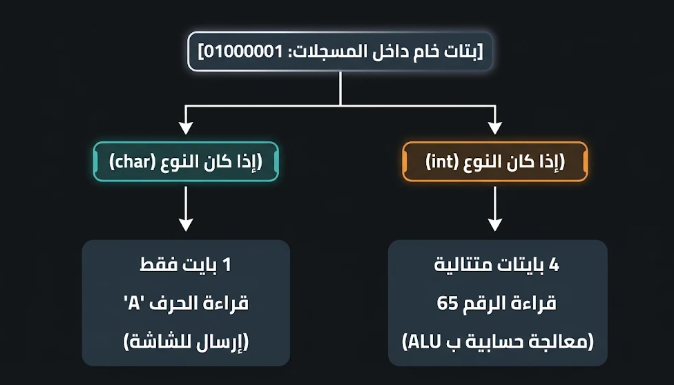 [بتات خام داخل المسجلات: 01000001]
(إذا كان النوع (int)
(إذا كان النوع (char)
4 بايتات متتالية
قراءة الرقم 65
(معالجة حسابية ب ALU)
1 بايت فقط
قراءة الحرف 'A'
(إرسال للشاشة)